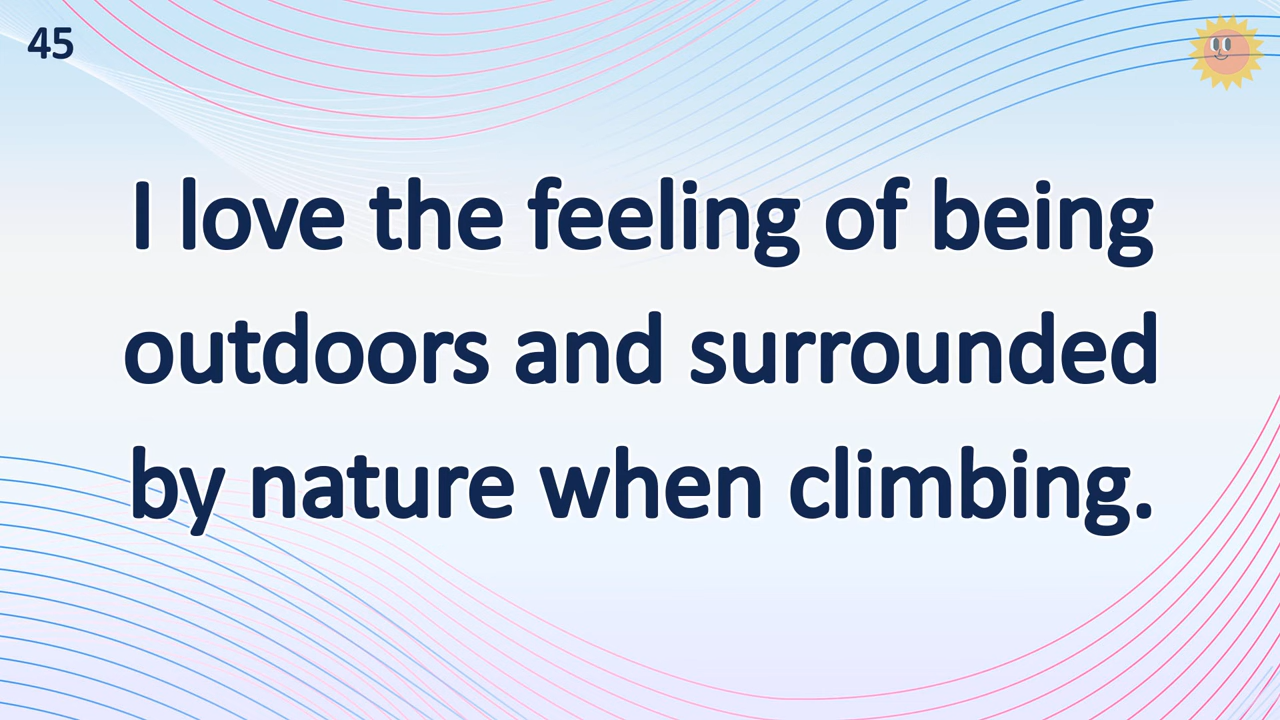 45
I love the feeling of being
outdoors and surrounded
by nature when climbing.